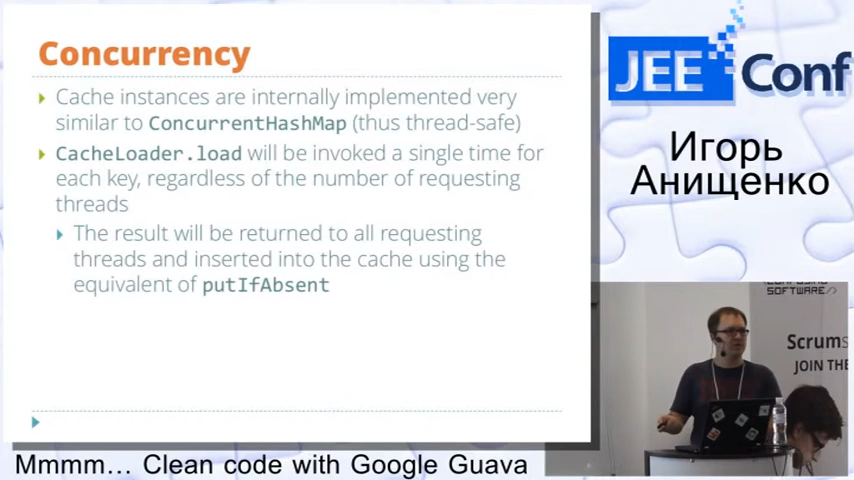 Concurrency
Cache instances are internally implemented very
similar to ConcurrentHashMap (thus thread-safe)
CacheLoader.load will be invoked a single time for
each key, regardless of the number of requesting
threads
The result will be returned to all requesting
threads and inserted into the cache using the
equivalent of putIfAbsent
JEE Conf
Игорь
Анищенко
SOFTWARE
Scrums
JOIN THE
Mmmm... Clean code with Google Guava